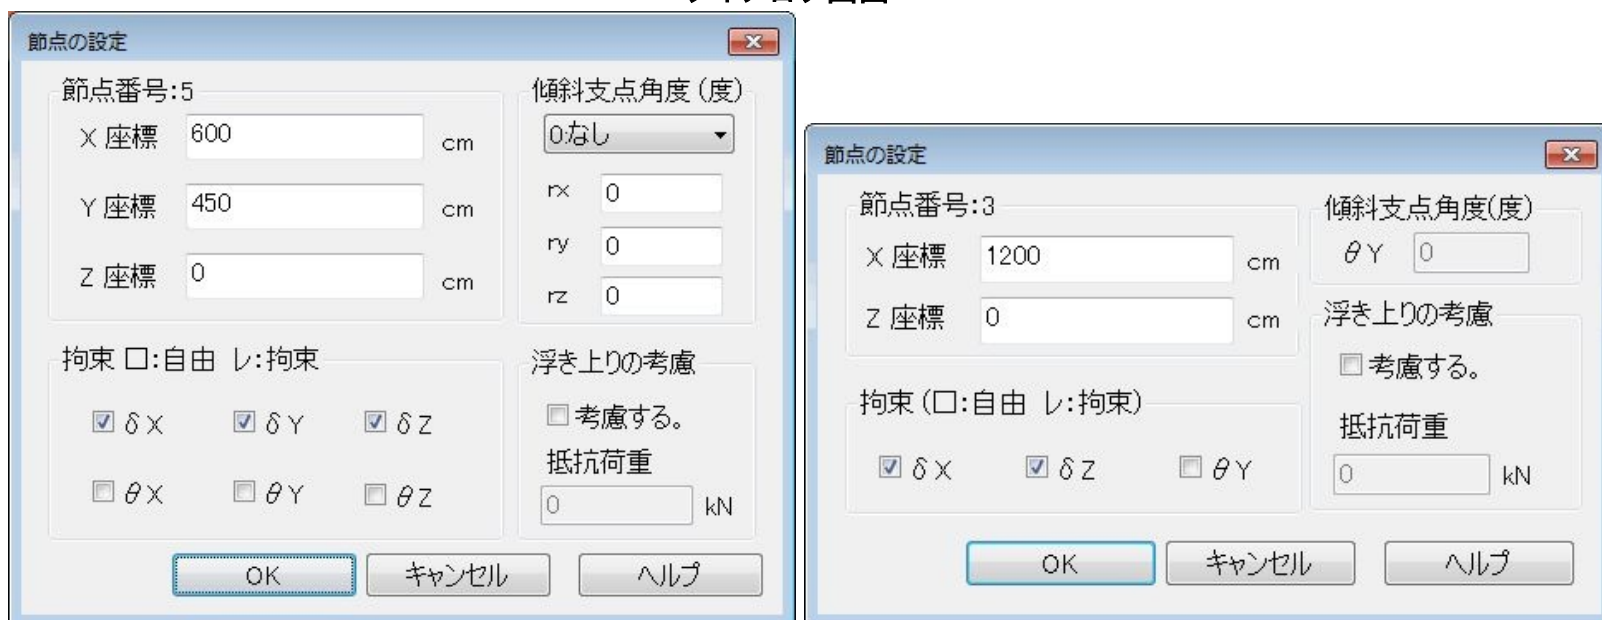 節点の設定
節点番号:5
X 座標 600 cm
Y 座標 450 cm
Z 座標 0 cm
傾斜支点角度 (度)
0:なし
rx 0
ry 0
rz 0
拘束 口:自由 レ:拘束
δX δY δZ
θX θY θZ
浮き上りの考慮
考慮する。
抵抗荷重
0 kN
OK キャンセル ヘルプ
節点の設定
節点番号:3
X 座標 1200 cm
Z 座標 0 cm
傾斜支点角度(度)
θY 0
拘束 (口:自由 レ:拘束)
δX δZ θY
浮き上りの考慮
考慮する。
抵抗荷重
0 kN
OK キャンセル ヘルプ